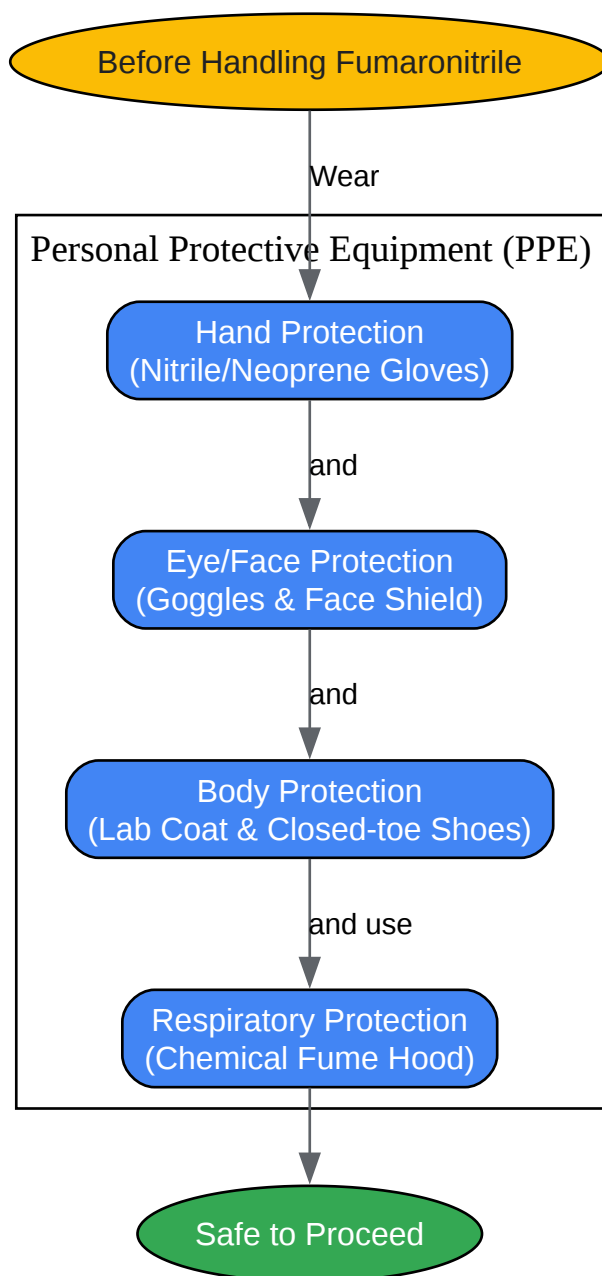 Before Handling Fumaronitrile
Wear
Personal Protective Equipment (PPE)
Hand Protection
(Nitrile/Neoprene Gloves)
and
Eye/Face Protection
(Goggles & Face Shield)
and
Body Protection
(Lab Coat & Closed-toe Shoes)
and use
Respiratory Protection
(Chemical Fume Hood)
Safe to Proceed